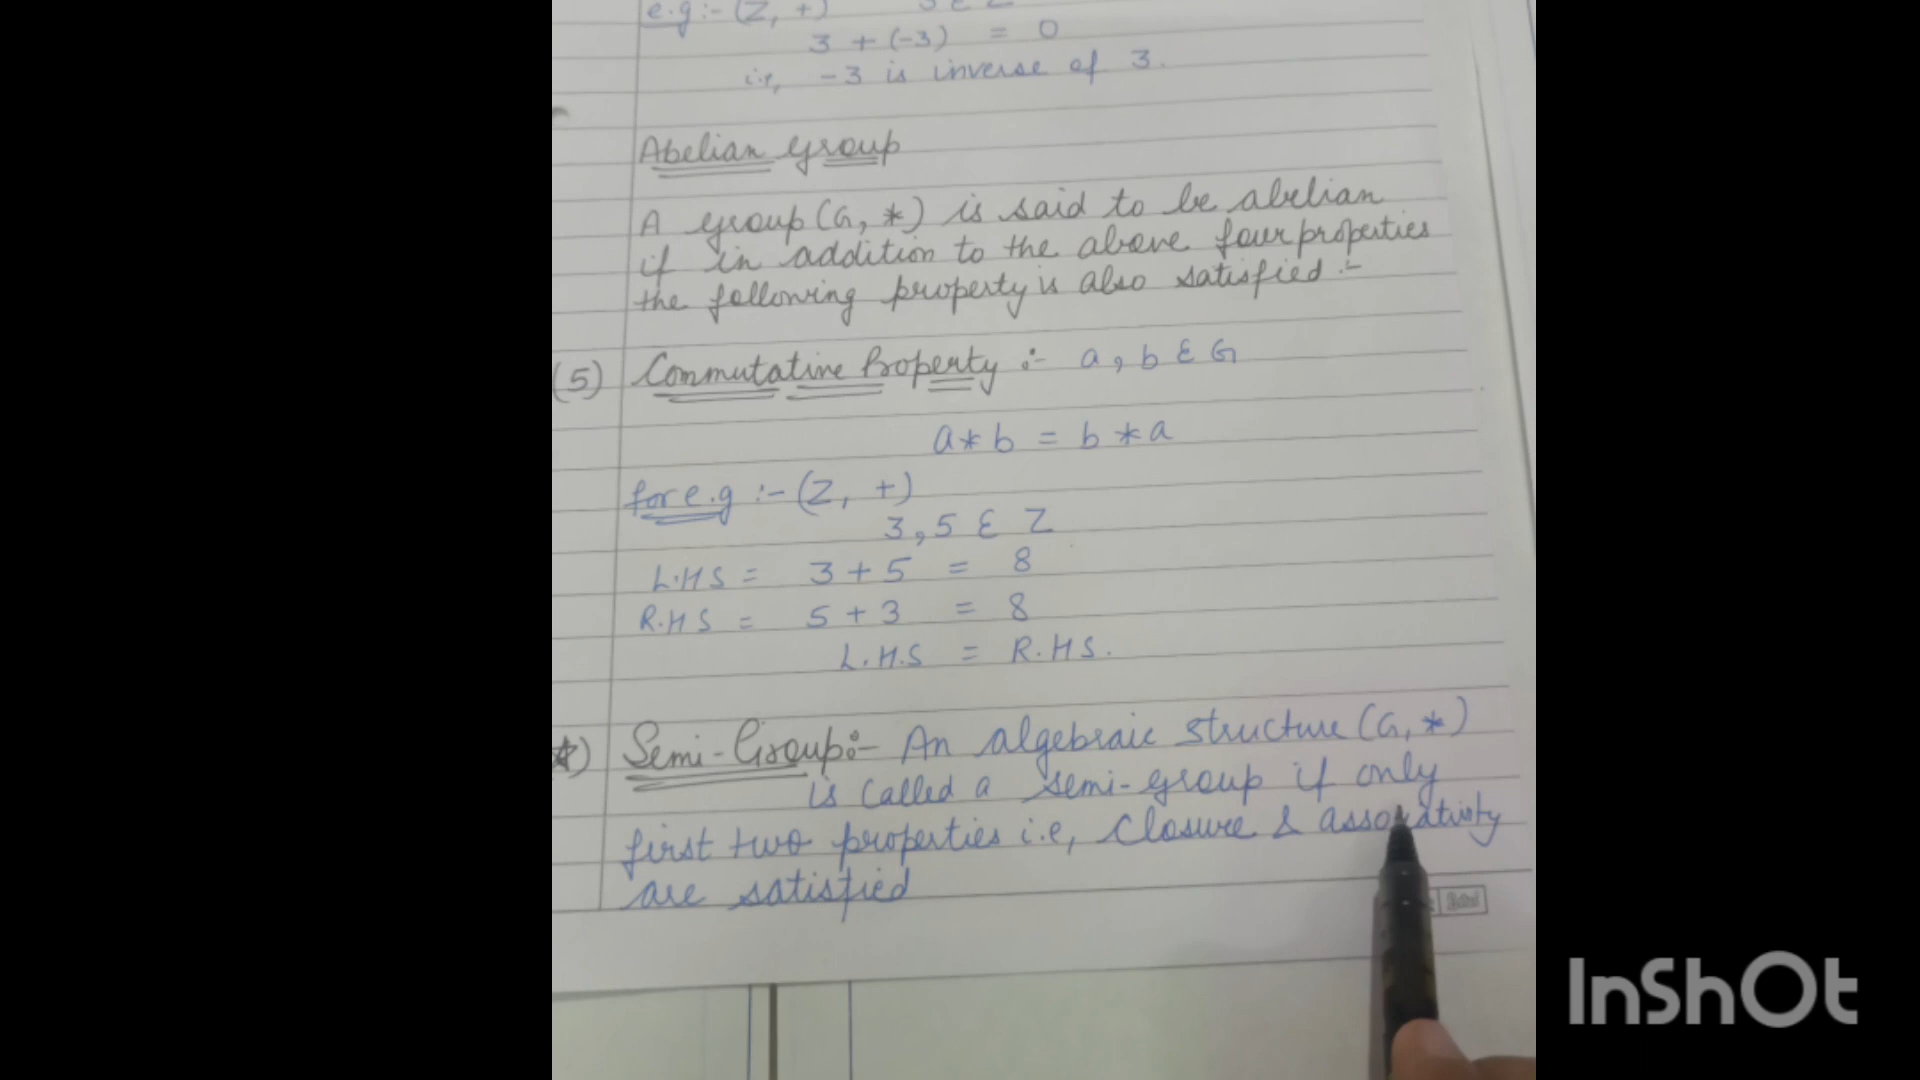 e.g :- (Z, +) 3 ε Z
3 + (-3) = 0
i.e, -3 is inverse of 3.
Abelian group
A group (G, *) is said to be abelian
if in addition to the above four properties
the following property is also satisfied :-
(5) Commutative Property :- a, b ε G
a * b = b * a
for e.g :- (Z, +)
3, 5 ε Z
L.H S = 3 + 5 = 8
R.H S = 5 + 3 = 8
L.H.S = R.H S.
*) Semi-Group :- An algebraic structure (G, *)
is called a semi-group if only
first two properties i.e, Closure &
are satisfied
InShOt